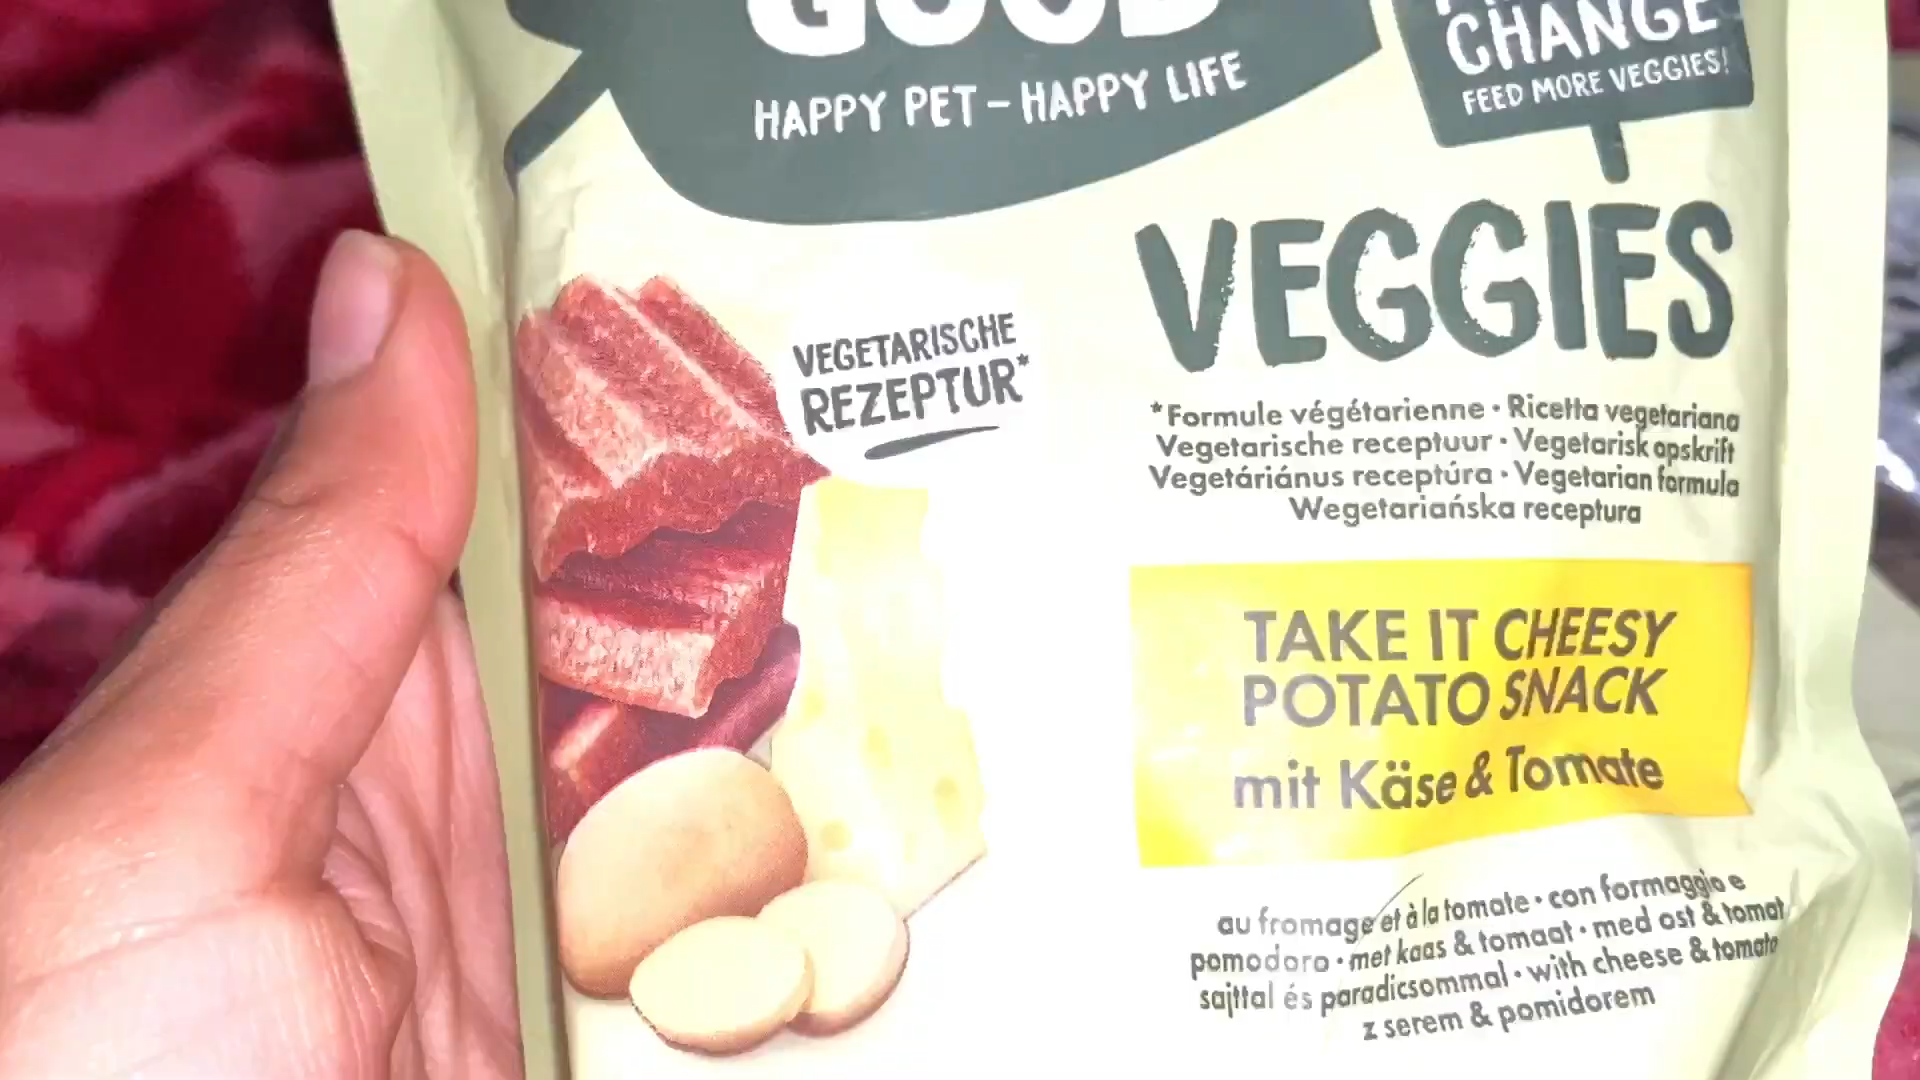 GOOD
HAPPY PET – HAPPY LIFE
CHANGE
FEED MORE VEGGIES!
VEGGIES
VEGETARISCHE
REZEPTUR*
*Formule végétarienne • Ricetta vegetariana
Vegetarische receptuur • Vegetarisk opskrift
Vegetáriánus receptúra • Vegetarian formula
Wegetariańska receptura
TAKE IT CHEESY
POTATO SNACK
mit Käse & Tomate
au fromage et à la tomate • con formaggio e
pomodoro • met kaas & tomaat • med ost & tomat
sajttal és paradicsommal • with cheese & tomato
z serem & pomidorem